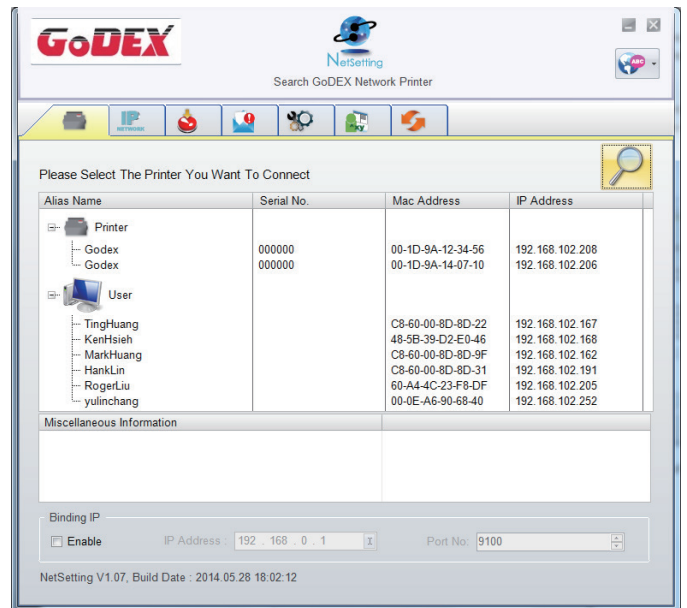 GoDEX
NetSetting
Search GoDEX Network Printer
ABC
IP
NETWORK
Please Select The Printer You Want To Connect
Alias Name Serial No. Mac Address IP Address
Printer
Godex 000000 00-1D-9A-12-34-56 192.168.102.208
Godex 000000 00-1D-9A-14-07-10 192.168.102.206
User
TingHuang C8-60-00-8D-8D-22 192.168.102.167
KenHsieh 48-5B-39-D2-E0-46 192.168.102.168
MarkHuang C8-60-00-8D-8D-9F 192.168.102.162
HankLin C8-60-00-8D-8D-31 192.168.102.191
RogerLiu 60-A4-4C-23-F8-DF 192.168.102.205
yulinchang 00-0E-A6-90-68-40 192.168.102.252
Miscellaneous Information
Binding IP
Enable IP Address : 192 . 168 . 0 . 1 Port No: 9100
NetSetting V1.07, Build Date : 2014.05.28 18:02:12